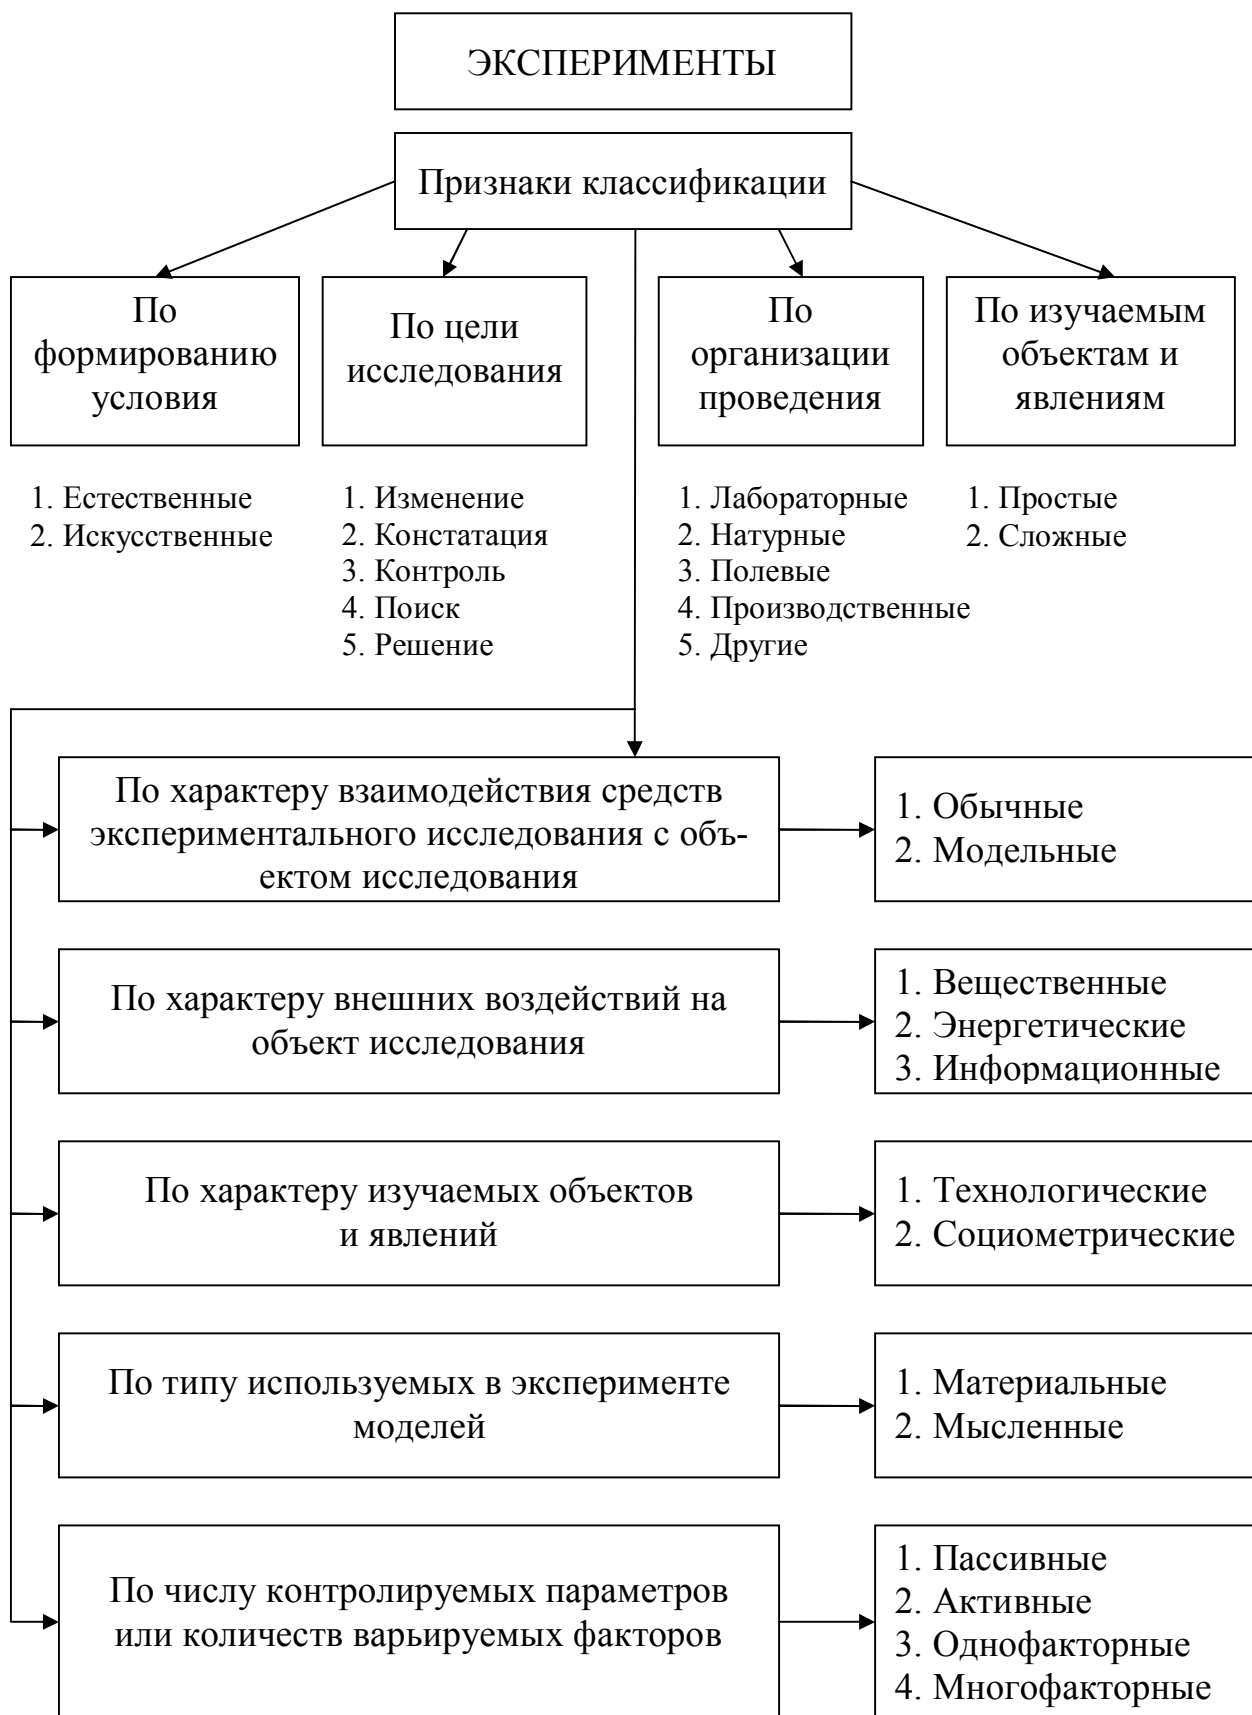 ЭКСПЕРИМЕНТЫ
Признаки классификации
По
формированию
условия
По цели
исследования
По
организации
проведения
По изучаемым
объектам и
явлениям
1. Естественные
2. Искусственные
1. Изменение
2. Констатация
3. Контроль
4. Поиск
5. Решение
1. Лабораторные
2. Натурные
3. Полевые
4. Производственные
5. Другие
1. Простые
2. Сложные
По характеру взаимодействия средств
экспериментального исследования с объ-
ектом исследования
1. Обычные
2. Модельные
По характеру внешних воздействий на
объект исследования
1. Вещественные
2. Энергетические
3. Информационные
По характеру изучаемых объектов
и явлений
1. Технологические
2. Социометрические
По типу используемых в эксперименте
моделей
1. Материальные
2. Мысленные
По числу контролируемых параметров
или количеств варьируемых факторов
1. Пассивные
2. Активные
3. Однофакторные
4. Многофакторные